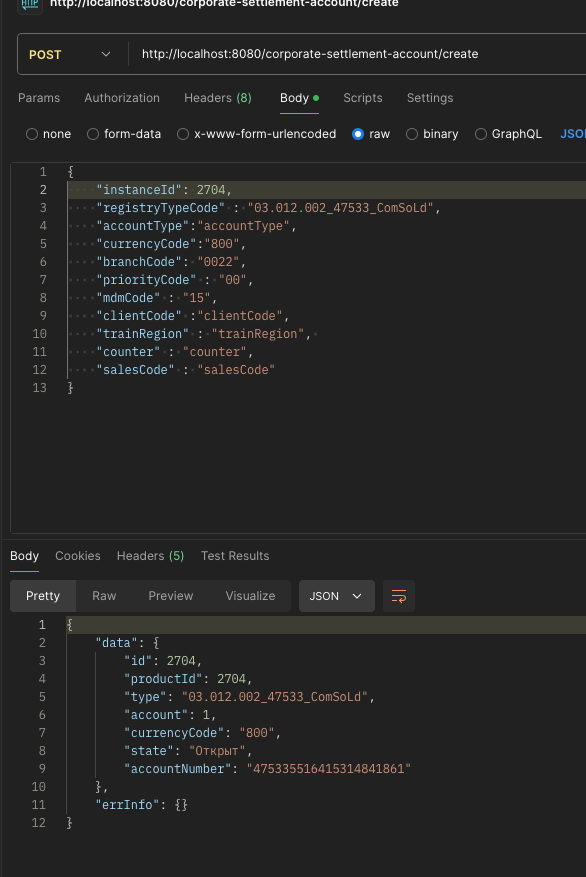 HTTP http://localhost:8080/corporate-settlement-account/create
POST http://localhost:8080/corporate-settlement-account/create
Params Authorization Headers (8) Body Scripts Settings
none form-data x-www-form-urlencoded raw binary GraphQL JSO
1 {
2 "instanceId": 2704,
3 "registryTypeCode" : "03.012.002_47533_ComSoLd",
4 "accountType":"accountType",
5 "currencyCode":"800",
6 "branchCode": "0022",
7 "priorityCode" : "00",
8 "mdmCode" : "15",
9 "clientCode" :"clientCode",
10 "trainRegion" : "trainRegion",
11 "counter" : "counter",
12 "salesCode" : "salesCode"
13 }
Body Cookies Headers (5) Test Results
Pretty Raw Preview Visualize JSON
1 {
2 "data": {
3 "id": 2704,
4 "productId": 2704,
5 "type": "03.012.002_47533_ComSoLd",
6 "account": 1,
7 "currencyCode": "800",
8 "state": "Открыт",
9 "accountNumber": "475335516415314841861"
10 },
11 "errInfo": {}
12 }